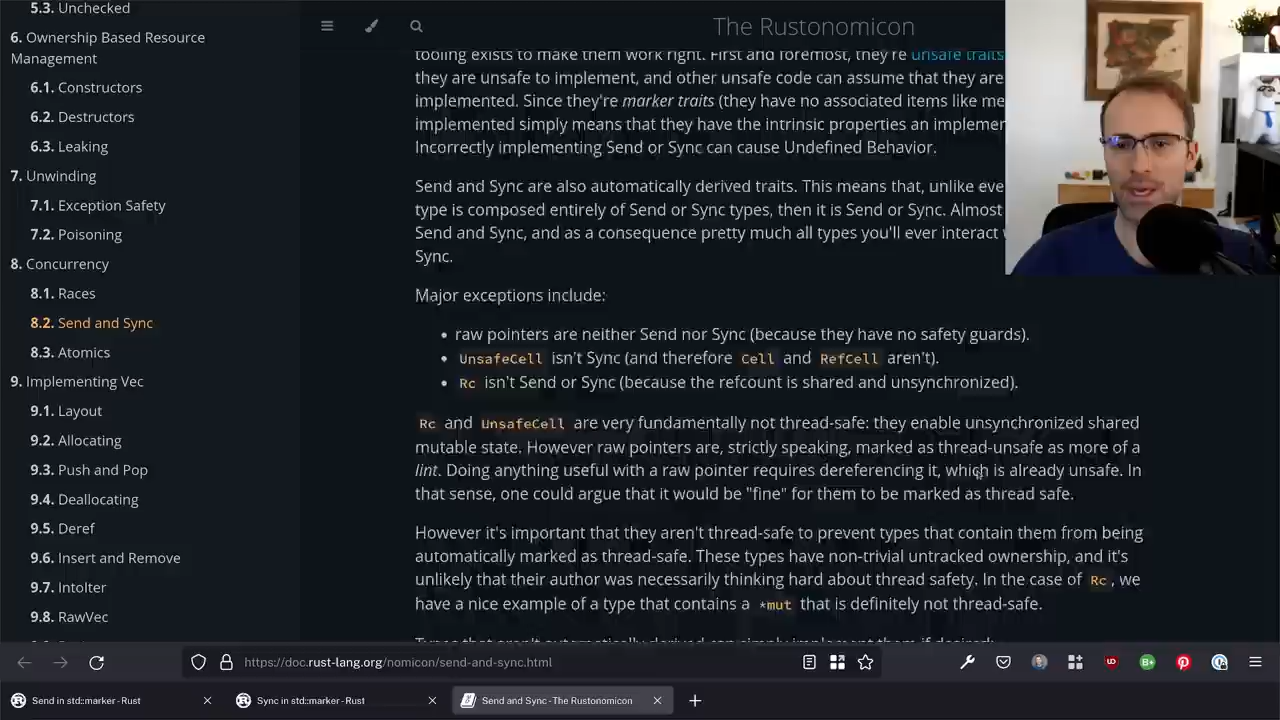 5.3. Unchecked
6. Ownership Based Resource
Management
6.1. Constructors
6.2. Destructors
6.3. Leaking
7. Unwinding
7.1. Exception Safety
7.2. Poisoning
8. Concurrency
8.1. Races
8.2. Send and Sync
8.3. Atomics
9. Implementing Vec
9.1. Layout
9.2. Allocating
9.3. Push and Pop
9.4. Deallocating
9.5. Deref
9.6. Insert and Remove
9.7. IntoIter
9.8. RawVec
The Rustonomicon
tooling exists to make them work right. First and foremost, they're unsafe traits
they are unsafe to implement, and other unsafe code can assume that they are
implemented. Since they're marker traits (they have no associated items like me
implemented simply means that they have the intrinsic properties an implemen
Incorrectly implementing Send or Sync can cause Undefined Behavior.
Send and Sync are also automatically derived traits. This means that, unlike eve
type is composed entirely of Send or Sync types, then it is Send or Sync. Almost
Send and Sync, and as a consequence pretty much all types you'll ever interact
Sync.
Major exceptions include:
• raw pointers are neither Send nor Sync (because they have no safety guards).
• UnsafeCell isn't Sync (and therefore Cell and RefCell aren't).
• Rc isn't Send or Sync (because the refcount is shared and unsynchronized).
Rc and UnsafeCell are very fundamentally not thread-safe: they enable unsynchronized shared
mutable state. However raw pointers are, strictly speaking, marked as thread-unsafe as more of a
lint. Doing anything useful with a raw pointer requires dereferencing it, which is already unsafe. In
that sense, one could argue that it would be "fine" for them to be marked as thread safe.
However it's important that they aren't thread-safe to prevent types that contain them from being
automatically marked as thread-safe. These types have non-trivial untracked ownership, and it's
unlikely that their author was necessarily thinking hard about thread safety. In the case of Rc, we
have a nice example of a type that contains a *mut that is definitely not thread-safe.
Types that aren't automatically derived can simply implement them if desired:
https://doc.rust-lang.org/nomicon/send-and-sync.html
Send in std::marker - Rust
Sync in std::marker - Rust
Send and Sync - The Rustonomicon